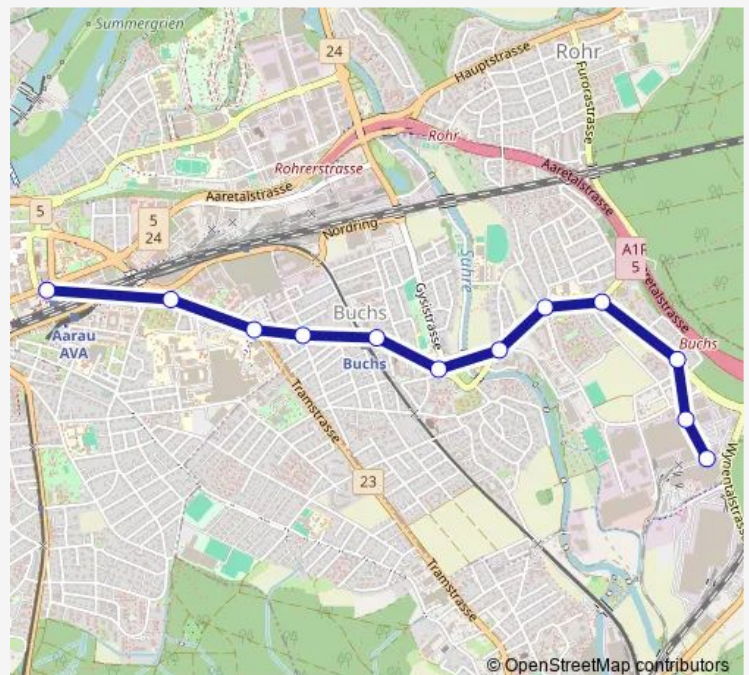 Summergrien
24
Rohr
Hauptstrasse
Furorastrasse
Rohr
Rohrerstrasse
Aaretalstrasse
Aaretalstrasse
5
5
24
Nordring
Suhre
A1R
5
retalstrasse
Gysistrasse
Buchs
Aarau
AVA
Buchs
Buchs
Tramstrasse
23
Wynentalstrasse
Tramstrasse
© OpenStreetMap contributors